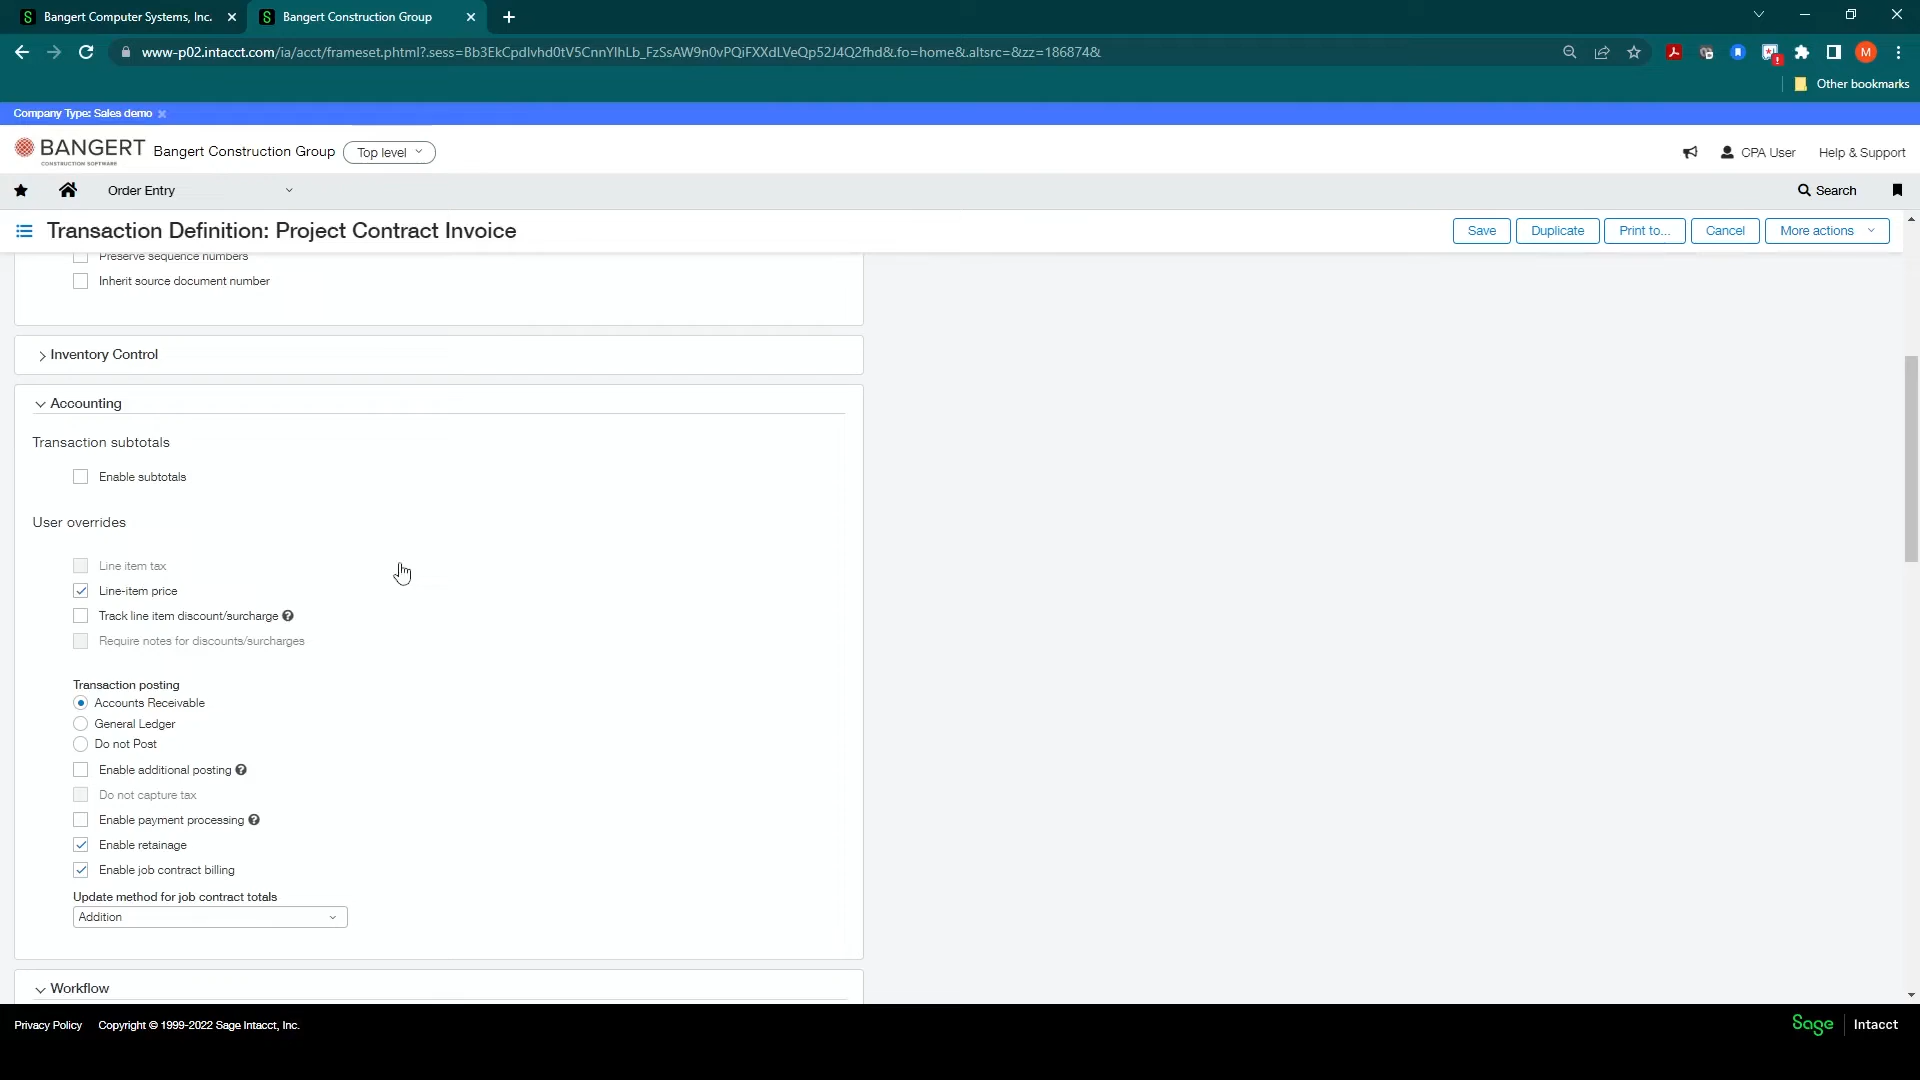 Bangert Computer Systems, Inc.
Bangert Construction Group
www-p02.intacct.com/ia/acct/frameset.phtml?.sess=Bb3EkCpdlvhd0tV5CnnYlhLb_FzSsAW9n0vPQiFXXdLVeQp52J4Q2fhd&.fo=home&.altsrc=&zz=186874&
M
Other bookmarks
Company Type: Sales demo
BANGERT
CONSTRUCTION SOFTWARE
Bangert Construction Group
Top level
CPA User
Help & Support
Order Entry
Search
Transaction Definition: Project Contract Invoice
Save
Duplicate
Print to...
Cancel
More actions
Preserve sequence numbers
Inherit source document number
Inventory Control
Accounting
Transaction subtotals
Enable subtotals
User overrides
Line item tax
Line-item price
Track line item discount/surcharge
Require notes for discounts/surcharges
Transaction posting
Accounts Receivable
General Ledger
Do not Post
Enable additional posting
Do not capture tax
Enable payment processing
Enable retainage
Enable job contract billing
Update method for job contract totals
Addition
Workflow
Privacy Policy
Copyright © 1999-2022 Sage Intacct, Inc.
Sage
Intacct